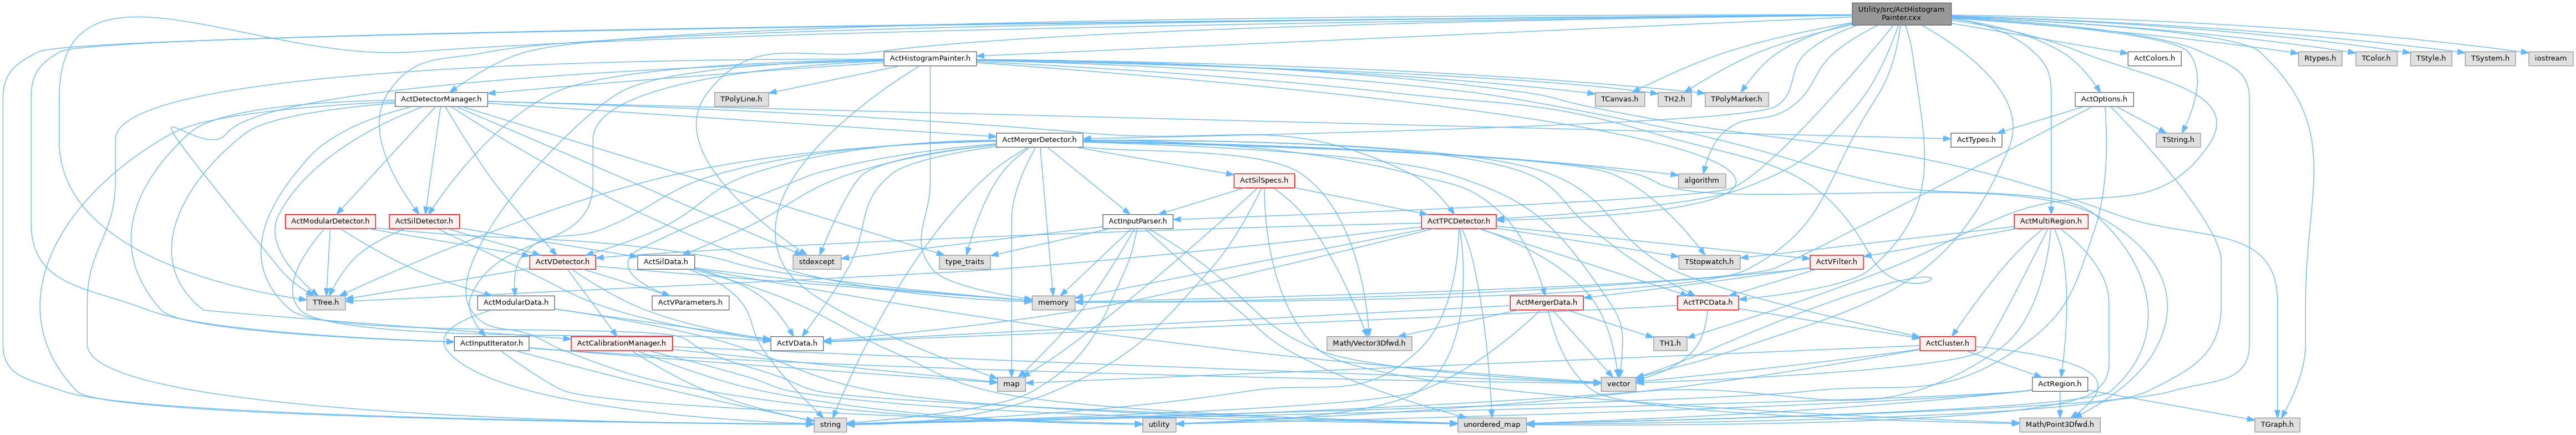 Utility/src/ActHistogram
Painter.cxx
ActHistogramPainter.h
ActColors.h
Rtypes.h
TColor.h
TStyle.h
TSystem.h
iostream
ActDetectorManager.h
TPolyLine.h
TCanvas.h
TH2.h
TPolyMarker.h
ActOptions.h
ActMergerDetector.h
ActTypes.h
TString.h
ActSilSpecs.h
algorithm
ActModularDetector.h
ActSilDetector.h
ActInputParser.h
ActTPCDetector.h
ActMultiRegion.h
ActVDetector.h
ActSilData.h
stdexcept
type_traits
TStopwatch.h
ActVFilter.h
TTree.h
ActModularData.h
ActVParameters.h
memory
ActMergerData.h
ActTPCData.h
ActInputIterator.h
ActCalibrationManager.h
ActVData.h
Math/Vector3Dfwd.h
TH1.h
ActCluster.h
map
vector
ActRegion.h
string
utility
unordered_map
Math/Point3Dfwd.h
TGraph.h